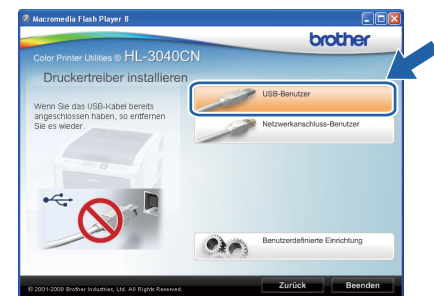 Macromedia Flash Player 8
brother
Color Printer Utilities ® HL-3040CN
Druckertreiber installieren
Wenn Sie das USB-Kabel bereits
angeschlossen haben, so entfernen
Sie es wieder.
USB-Benutzer
Netzwerkanschluss-Benutzer
Benutzerdefinierte Einrichtung
© 2001-2008 Brother Industries, Ltd. All Rights Reserved.
Zurück
Beenden